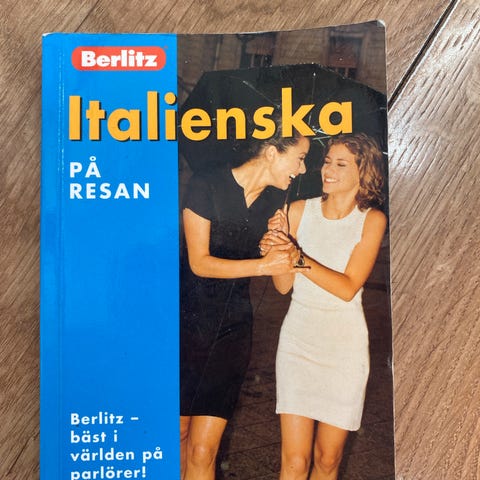 Berlitz
Italienska
PÅ
RESAN
Berlitz –
bäst i
världen på
parlörer!